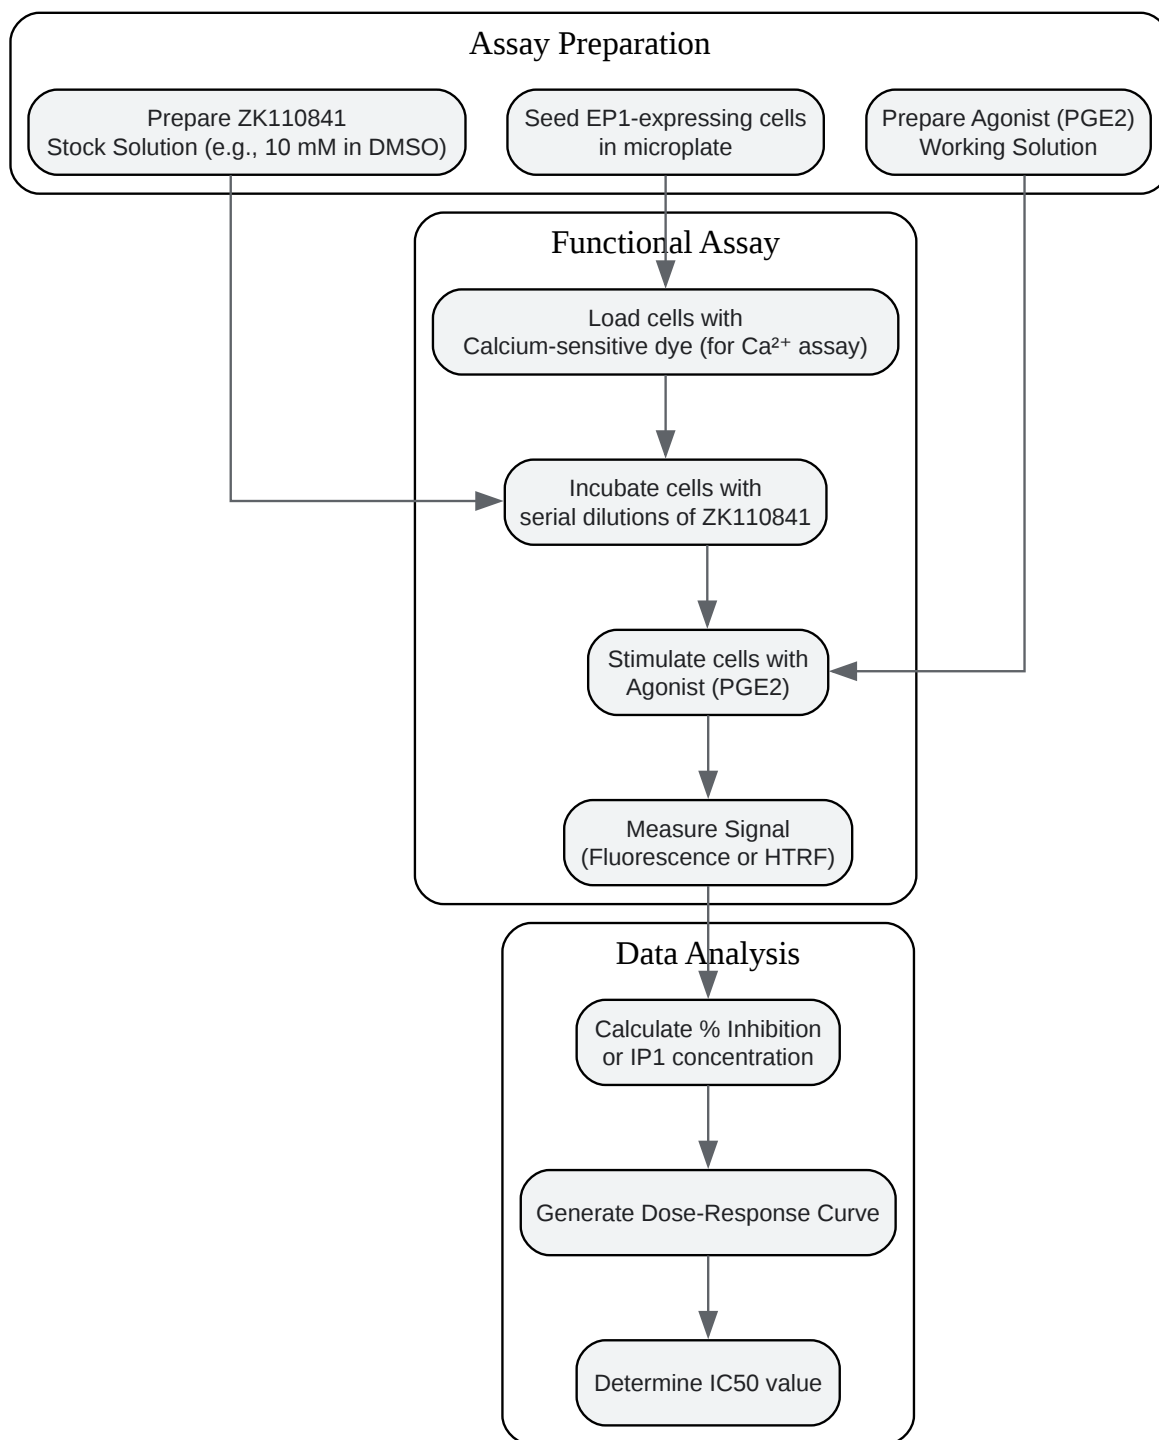 Assay Preparation
Prepare ZK110841
Stock Solution (e.g., 10 mM in DMSO)
Seed EP1-expressing cells
in microplate
Prepare Agonist (PGE2)
Working Solution
Functional Assay
Load cells with
Calcium-sensitive dye (for Ca²⁺ assay)
Incubate cells with
serial dilutions of ZK110841
Stimulate cells with
Agonist (PGE2)
Measure Signal
(Fluorescence or HTRF)
Data Analysis
Calculate % Inhibition
or IP1 concentration
Generate Dose-Response Curve
Determine IC50 value